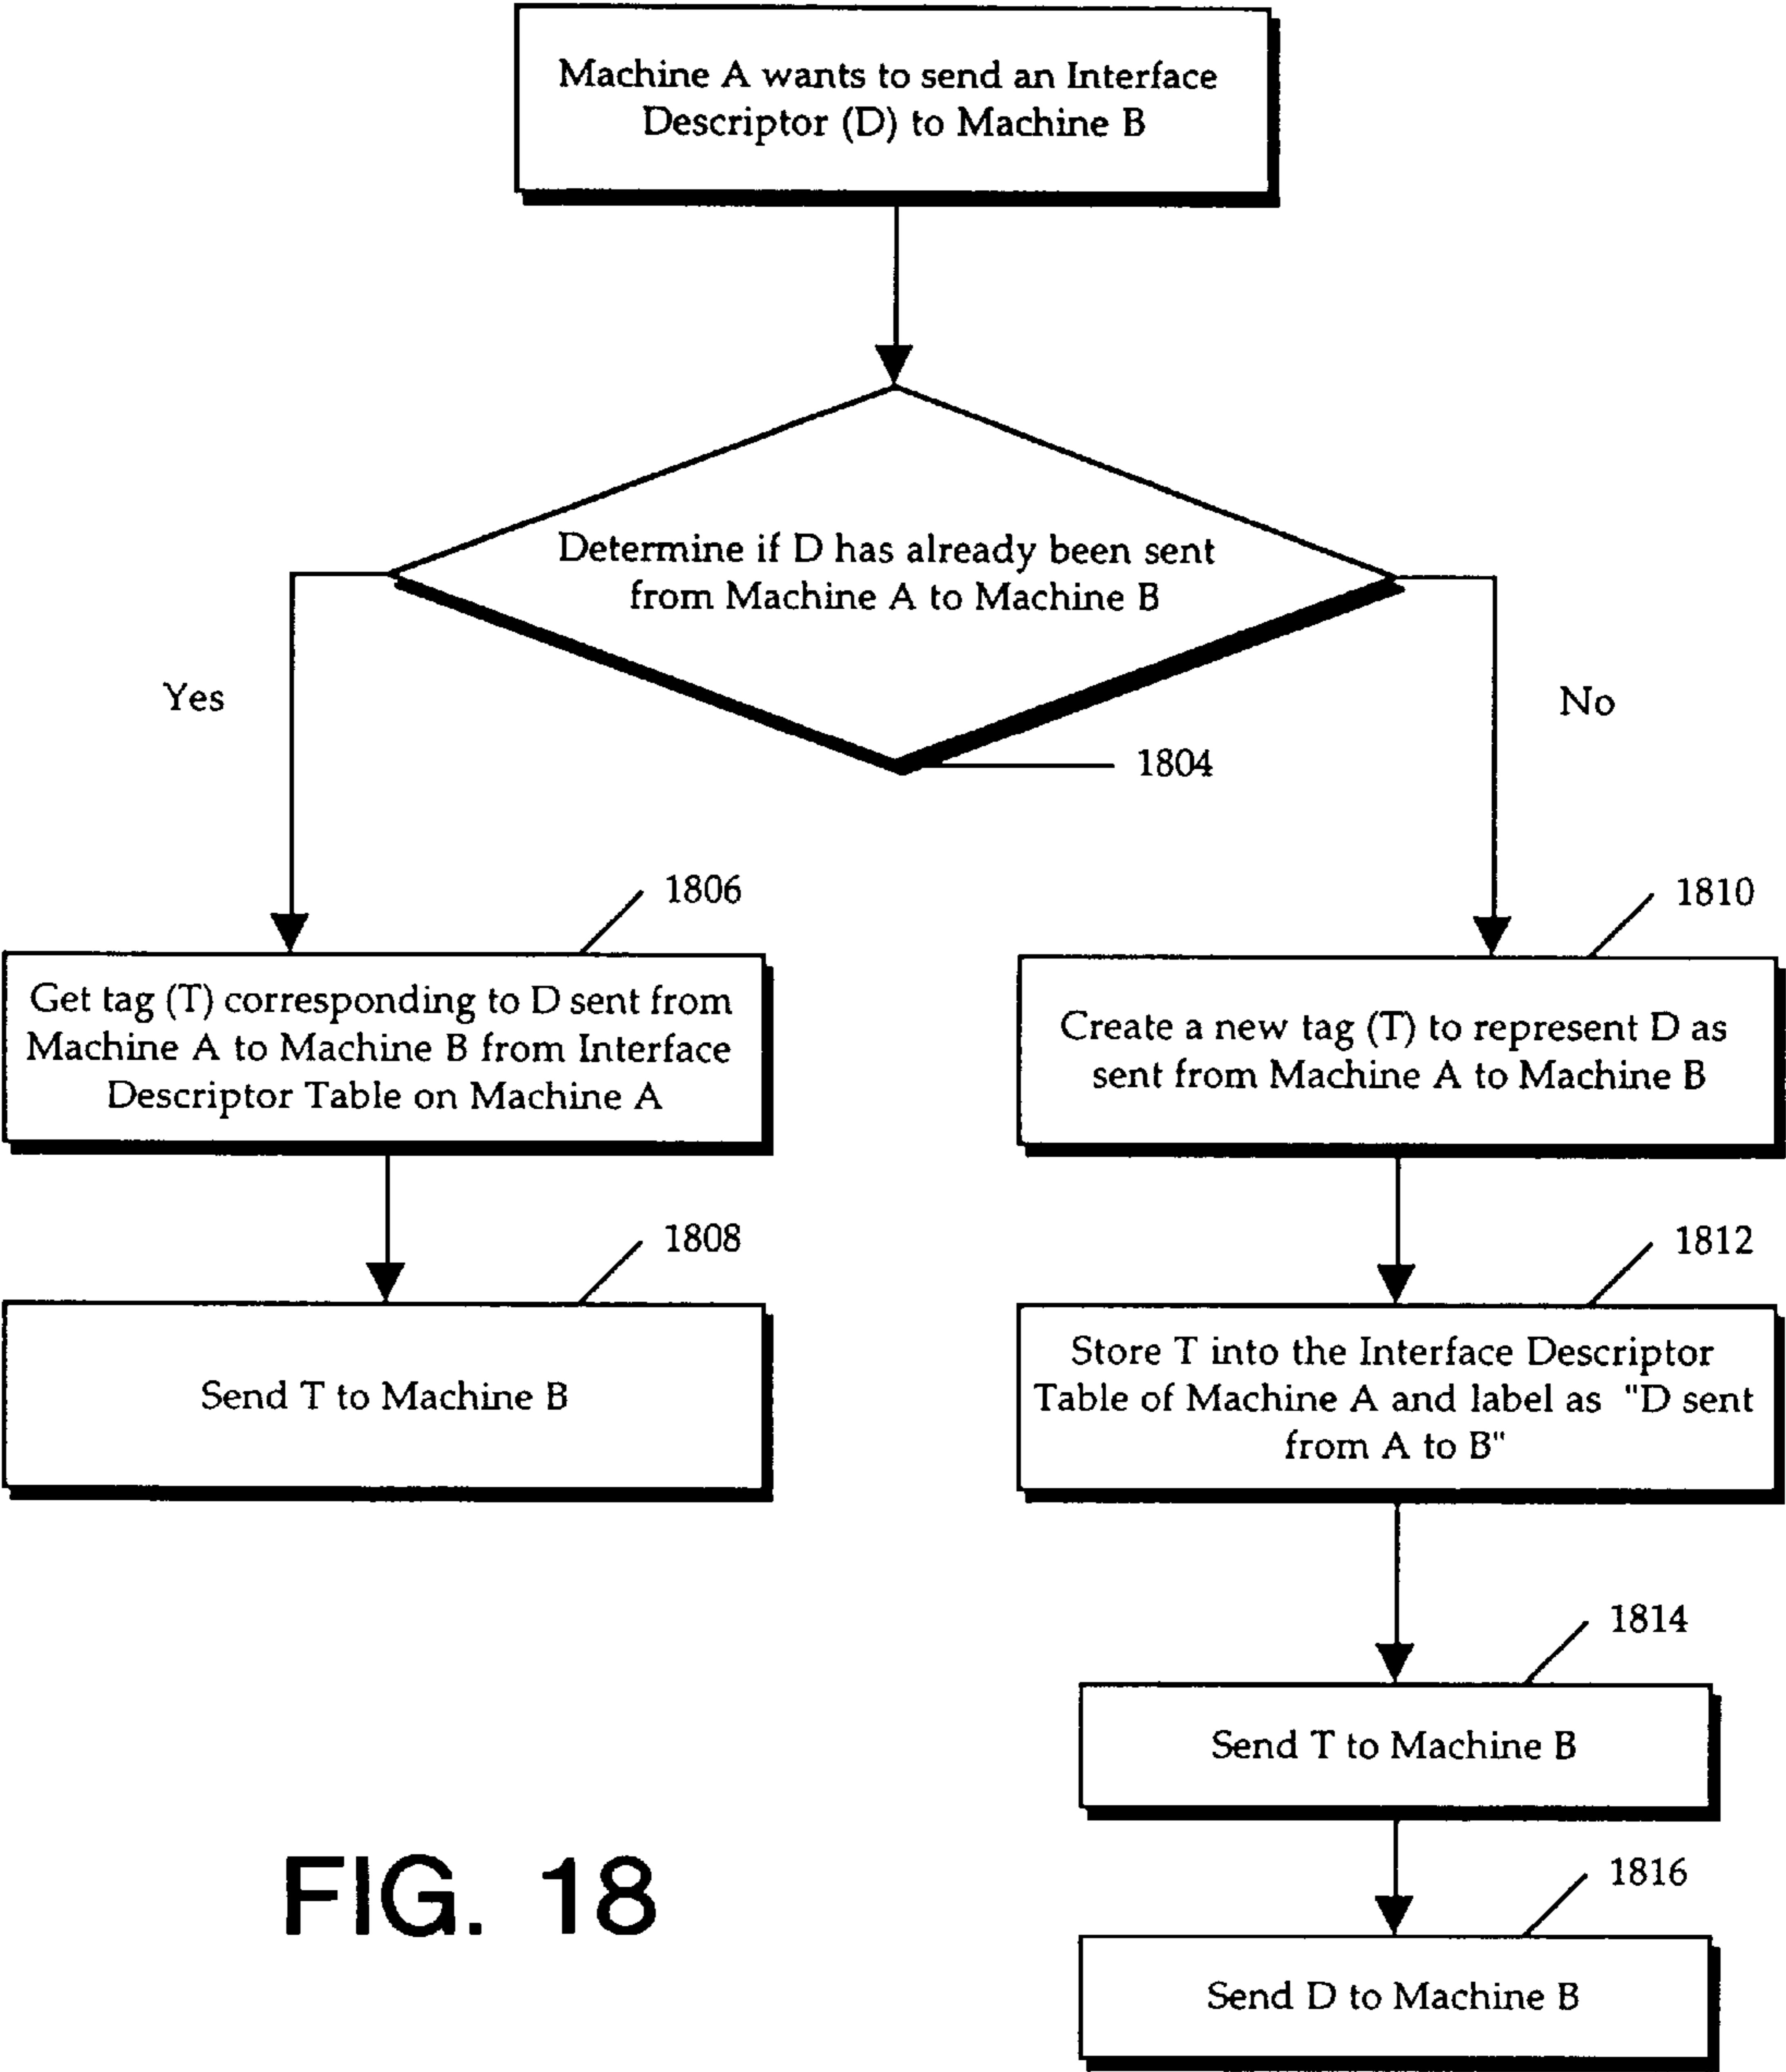 Machine A wants to send an Interface
Descriptor (D) to Machine B
Determine if D has already been sent
from Machine A to Machine B
Yes
No
1804
1806
Get tag (T) corresponding to D sent from
Machine A to Machine B from Interface
Descriptor Table on Machine A
1808
Send T to Machine B
1810
Create a new tag (T) to represent D as
sent from Machine A to Machine B
1812
Store T into the Interface Descriptor
Table of Machine A and label as "D sent
from A to B"
1814
Send T to Machine B
1816
Send D to Machine B
FIG. 18